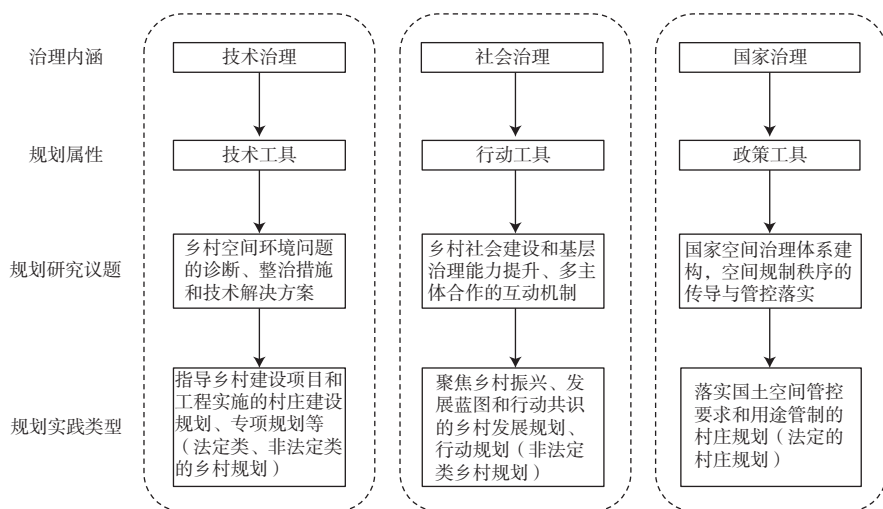 治理内涵
技术治理
社会治理
国家治理
规划属性
技术工具
行动工具
政策工具
规划研究议题
乡村空间环境问题
的诊断、整治措施
和技术解决方案
乡村社会建设和基层
治理能力提升、多主
体合作的互动机制
国家空间治理体系建
构，空间规制秩序的
传导与管控落实
规划实践类型
指导乡村建设项目和
工程实施的村庄建设
规划、专项规划等
（法定类、非法定类
的乡村规划）
聚焦乡村振兴、发
展蓝图和行动共识
的乡村发展规划、
行动规划（非法定
类乡村规划）
落实国土空间管控
要求和用途管制的
村庄规划（法定的
村庄规划）